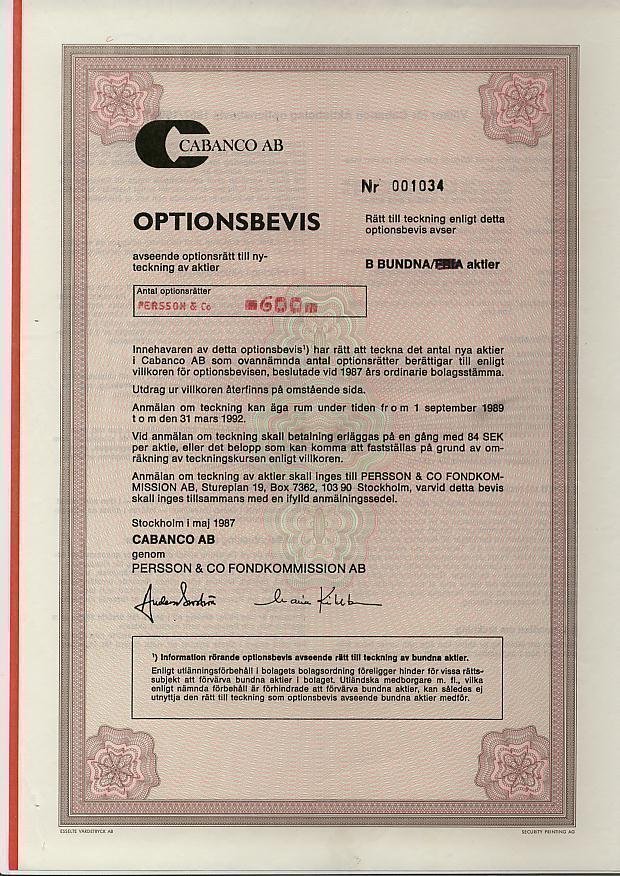 CABANCO AB
Nr 001034
OPTIONSBEVIS
Rätt till teckning enligt detta
optionsbevis avser
avseende optionsrätt till ny-
teckning av aktier
B BUNDNA/FRIA aktier
Antal optionsrätter
PERSSON & Co 600
Innehavaren av detta optionsbevis¹) har rätt att teckna det antal nya aktier
i Cabanco AB som ovannämnda antal optionsrätter berättigar till enligt
villkoren för optionsbevisen, beslutade vid 1987 års ordinarie bolagsstämma.
Utdrag ur villkoren återfinns på omstående sida.
Anmälan om teckning kan äga rum under tiden fr o m 1 september 1989
t o m den 31 mars 1992.
Vid anmälan om teckning skall betalning erläggas på en gång med 84 SEK
per aktie, eller det belopp som kan komma att fastställas på grund av om-
räkning av teckningskursen enligt villkoren.
Anmälan om teckning av aktier skall inges till PERSSON & CO FONDKOM-
MISSION AB, Stureplan 19, Box 7362, 103 90 Stockholm, varvid detta bevis
skall inges tillsammans med en ifylld anmälningssedel.
Stockholm i maj 1987
CABANCO AB
genom
PERSSON & CO FONDKOMMISSION AB
¹) Information rörande optionsbevis avseende rätt till teckning av bundna aktier.
Enligt utlänningsförbehåll i bolagets bolagsordning föreligger hinder för vissa rätts-
subjekt att förvärva bundna aktier i bolaget. Utländska medborgare m. fl., vilka
enligt nämnda förbehåll är förhindrade att förvärva bundna aktier, kan således ej
utnyttja den rätt till teckning som optionsbevis avseende bundna aktier medför.
ESSELTE VÄRDETRYCK AB
SECURITY PRINTING AG